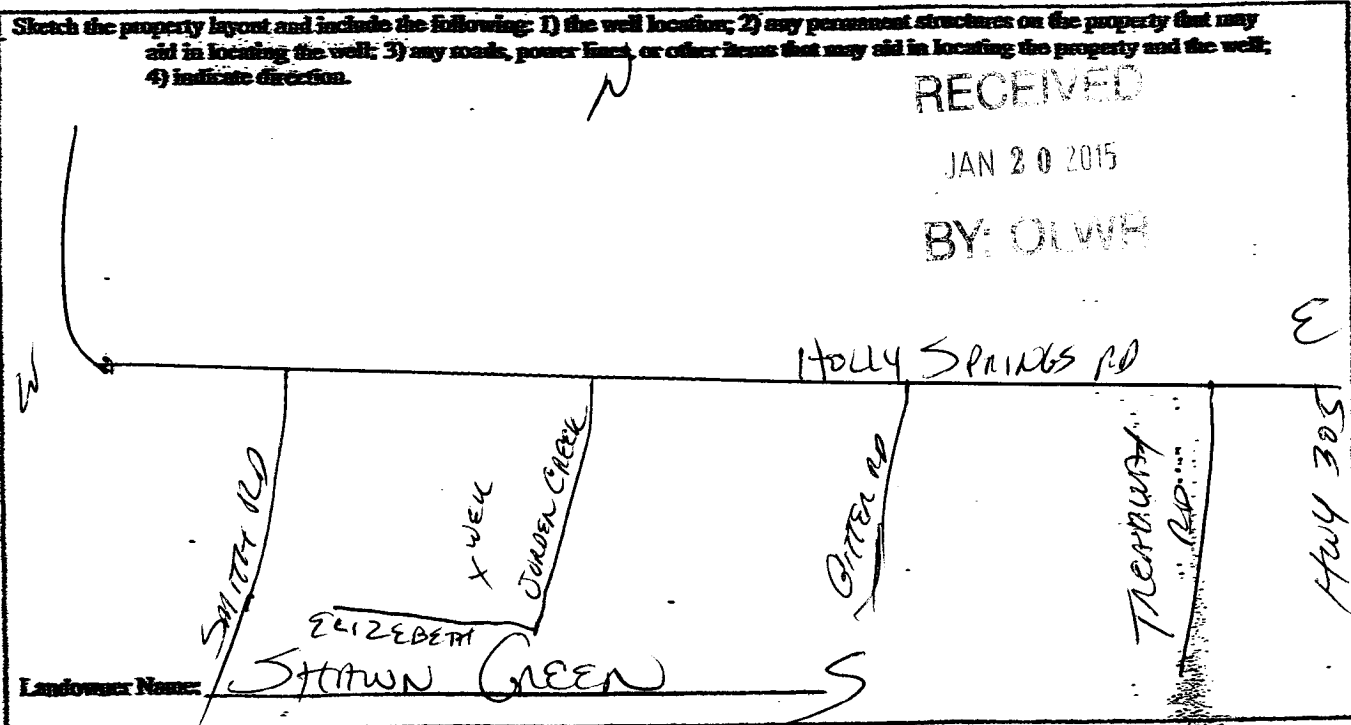 Sketch the property layout and include the following: 1) the well location; 2) any permanent structures on the property that may
aid in locating the well; 3) any roads, power lines, or other items that may aid in locating the property and the well;
4) indicate direction.
N
RECEIVED
JAN 20 2015
BY: OLWR
E
W
HOLLY SPRINGS RD
SMITH RD
X WELL
JORDEN CREEK
RD
TREADWAY
RD
HWY 305
ELIZEBETH
Landowner Name: SHAWN GREEN
S